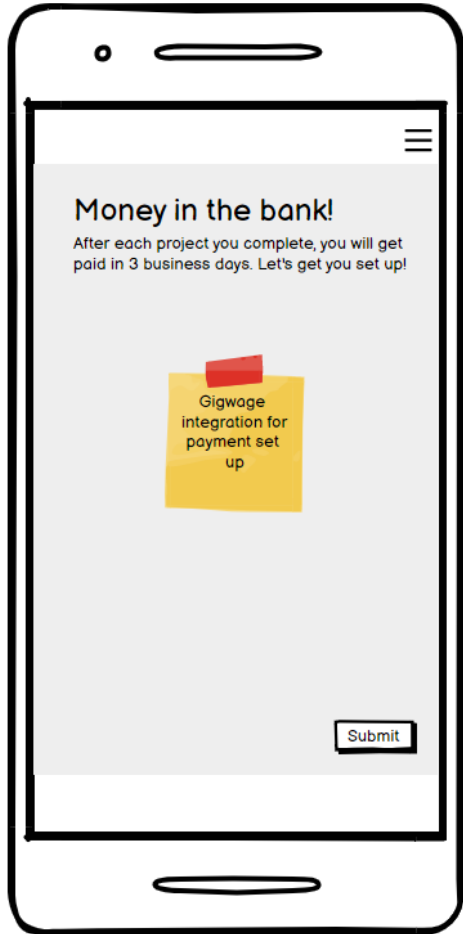 Money in the bank!
After each project you complete, you will get
paid in 3 business days. Let's get you set up!
Gigwage
integration for
payment set
up
Submit